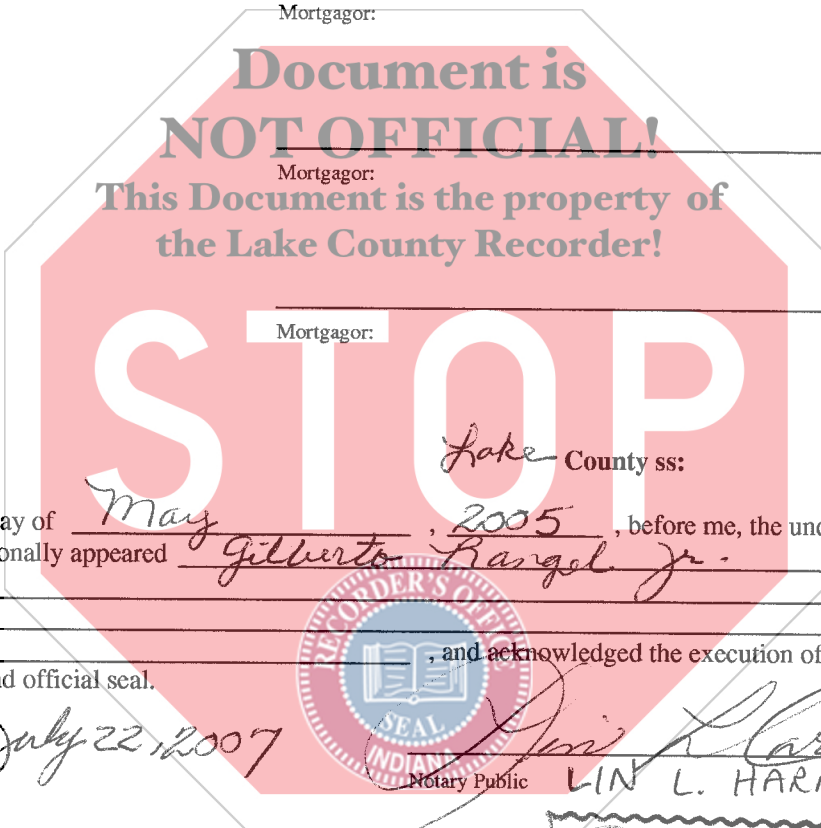 Mortgagor:
Document is
NOT OFFICIAL!
Mortgagor:
This Document is the property of
the Lake County Recorder!
STOP
Mortgagor:
Lake County ss:
ay of May , 2005 , before me, the und
onally appeared Gilberto Rangel Jr.
RECORDER'S OFFICE
, and acknowledged the execution of
d official seal.
SEAL
July 22, 2007
INDIANA
Notary Public LIN L. HAR